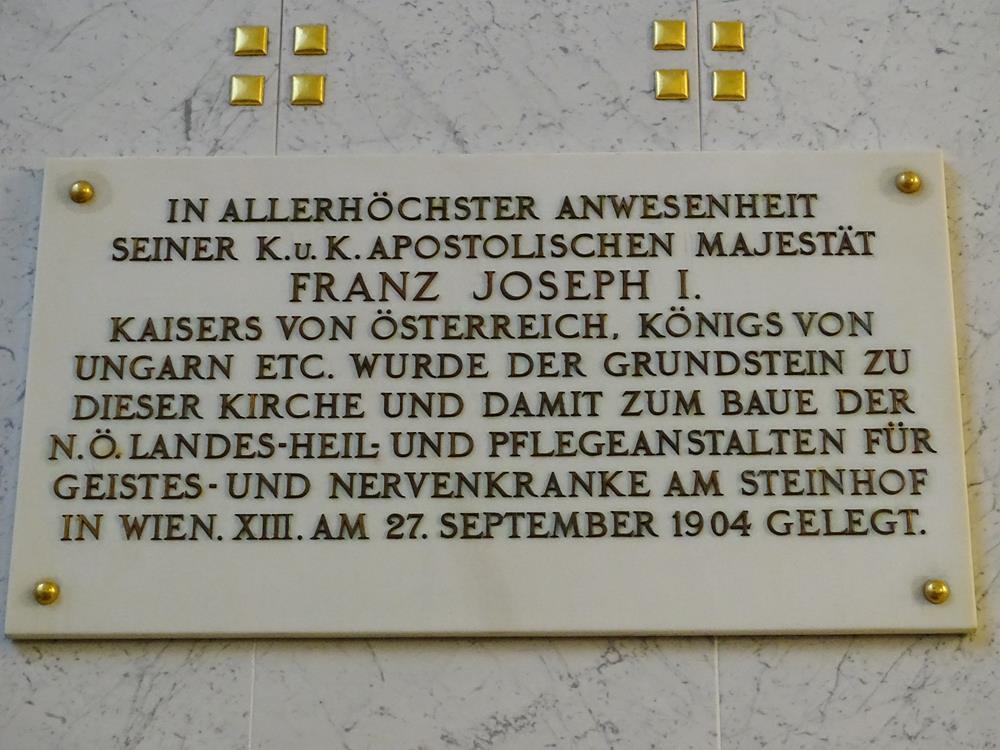 IN ALLERHÖCHSTER ANWESENHEIT
SEINER K.u.K. APOSTOLISCHEN MAJESTÄT
FRANZ JOSEPH I.
KAISERS VON ÖSTERREICH, KÖNIGS VON
UNGARN ETC. WURDE DER GRUNDSTEIN ZU
DIESER KIRCHE UND DAMIT ZUM BAUE DER
N.Ö. LANDES-HEIL- UND PFLEGEANSTALTEN FÜR
GEISTES- UND NERVENKRANKE AM STEINHOF
IN WIEN. XIII. AM 27. SEPTEMBER 1904 GELEGT.